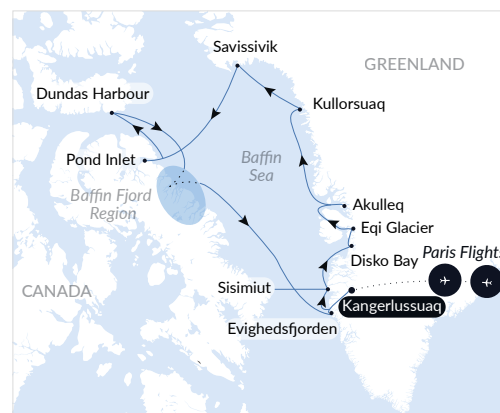 Savissivik
GREENLAND
Dundas Harbour
Kullorsuaq
Pond Inlet
Baffin
Sea
Baffin Fjord
Region
Akulleq
Eqi Glacier
Paris Flight
Disko Bay
CANADA
Sisimiut
Kangerlussuaq
Evighedsfjorden